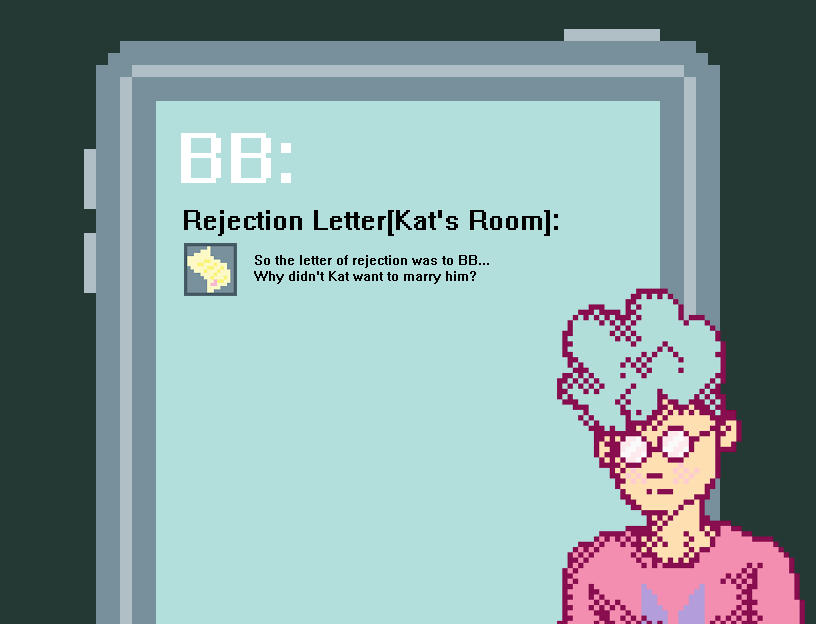 BB:
Rejection Letter[Kat's Room]:
So the letter of rejection was to BB...
Why didn't Kat want to marry him?